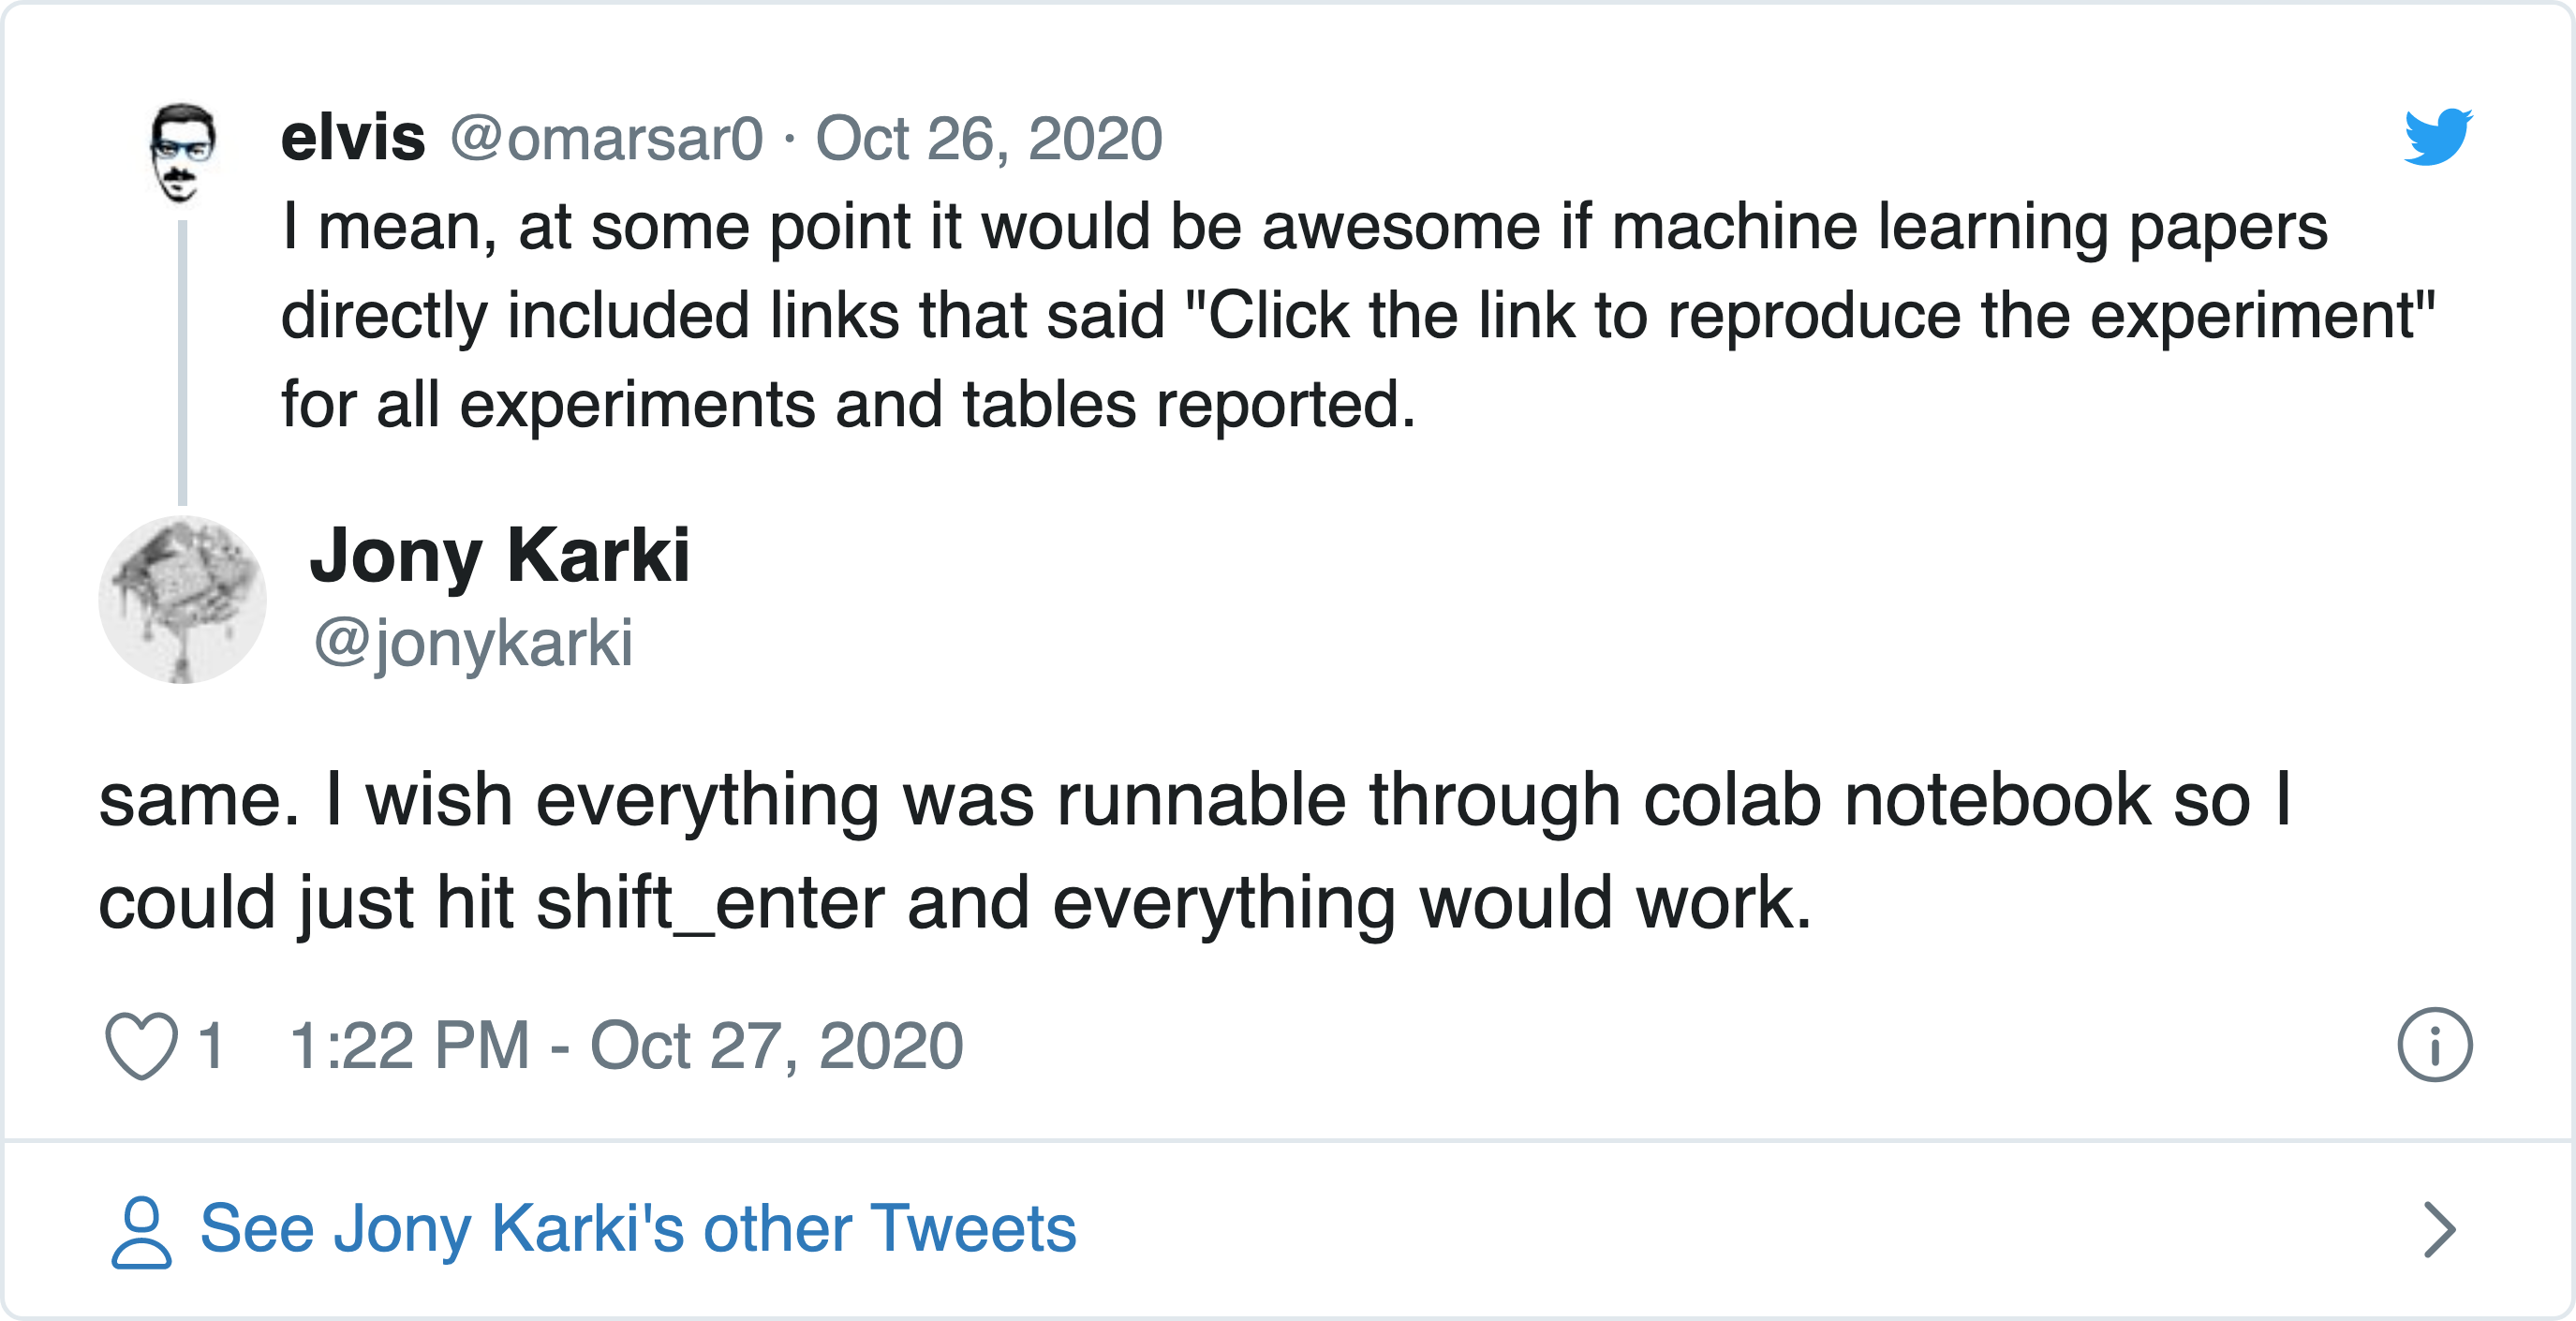 elvis @omarsar0 · Oct 26, 2020
I mean, at some point it would be awesome if machine learning papers
directly included links that said "Click the link to reproduce the experiment"
for all experiments and tables reported.
Jony Karki
@jonykarki
same. I wish everything was runnable through colab notebook so I
could just hit shift_enter and everything would work.
1 1:22 PM - Oct 27, 2020
See Jony Karki's other Tweets